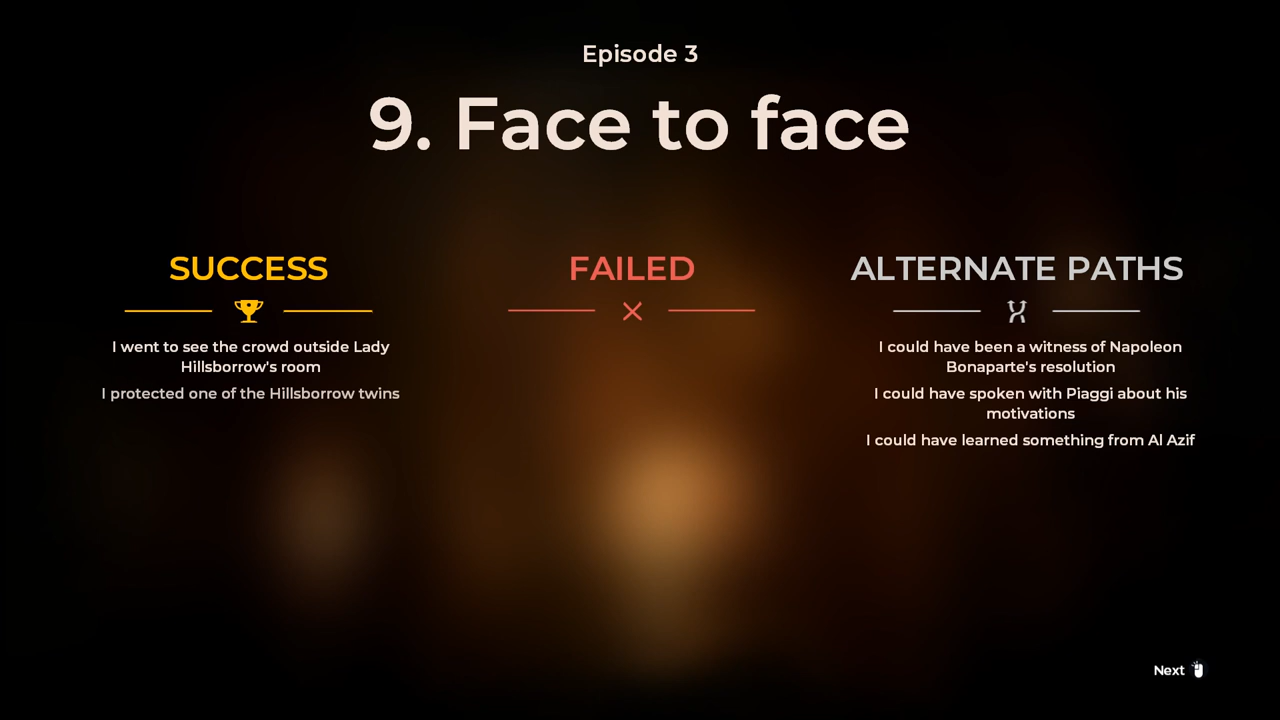 Episode 3
9. Face to face
SUCCESS
I went to see the crowd outside Lady
Hillsborrow's room
I protected one of the Hillsborrow twins
FAILED
ALTERNATE PATHS
I could have been a witness of Napoleon
Bonaparte's resolution
I could have spoken with Piaggi about his
motivations
I could have learned something from Al Azif
Next